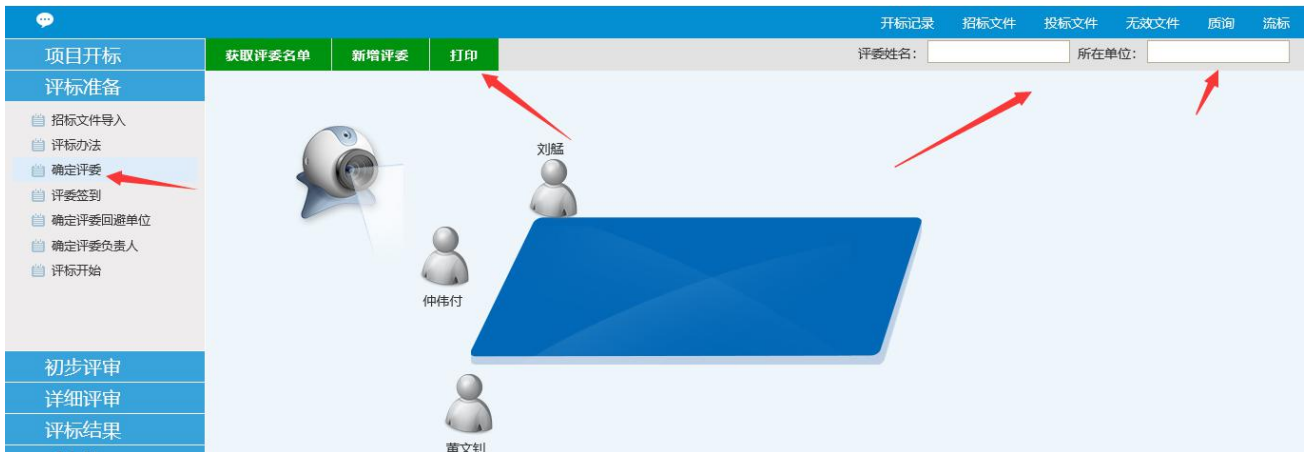 开标记录 招标文件 投标文件 无效文件 质询 流标
项目开标
获取评委名单 新增评委 打印 评委姓名： 所在单位：
评标准备
招标文件导入
评标办法
确定评委
评委签到
确定评委回避单位
确定评委负责人
评标开始
刘艋
仲伟付
初步评审
详细评审
评标结果
董文钊